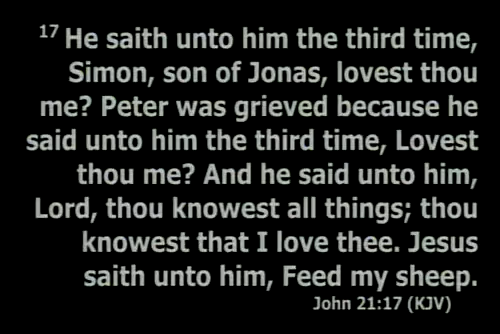 17 He saith unto him the third time,
Simon, son of Jonas, lovest thou
me? Peter was grieved because he
said unto him the third time, Lovest
thou me? And he said unto him,
Lord, thou knowest all things; thou
knowest that I love thee. Jesus
saith unto him, Feed my sheep.
John 21:17 (KJV)